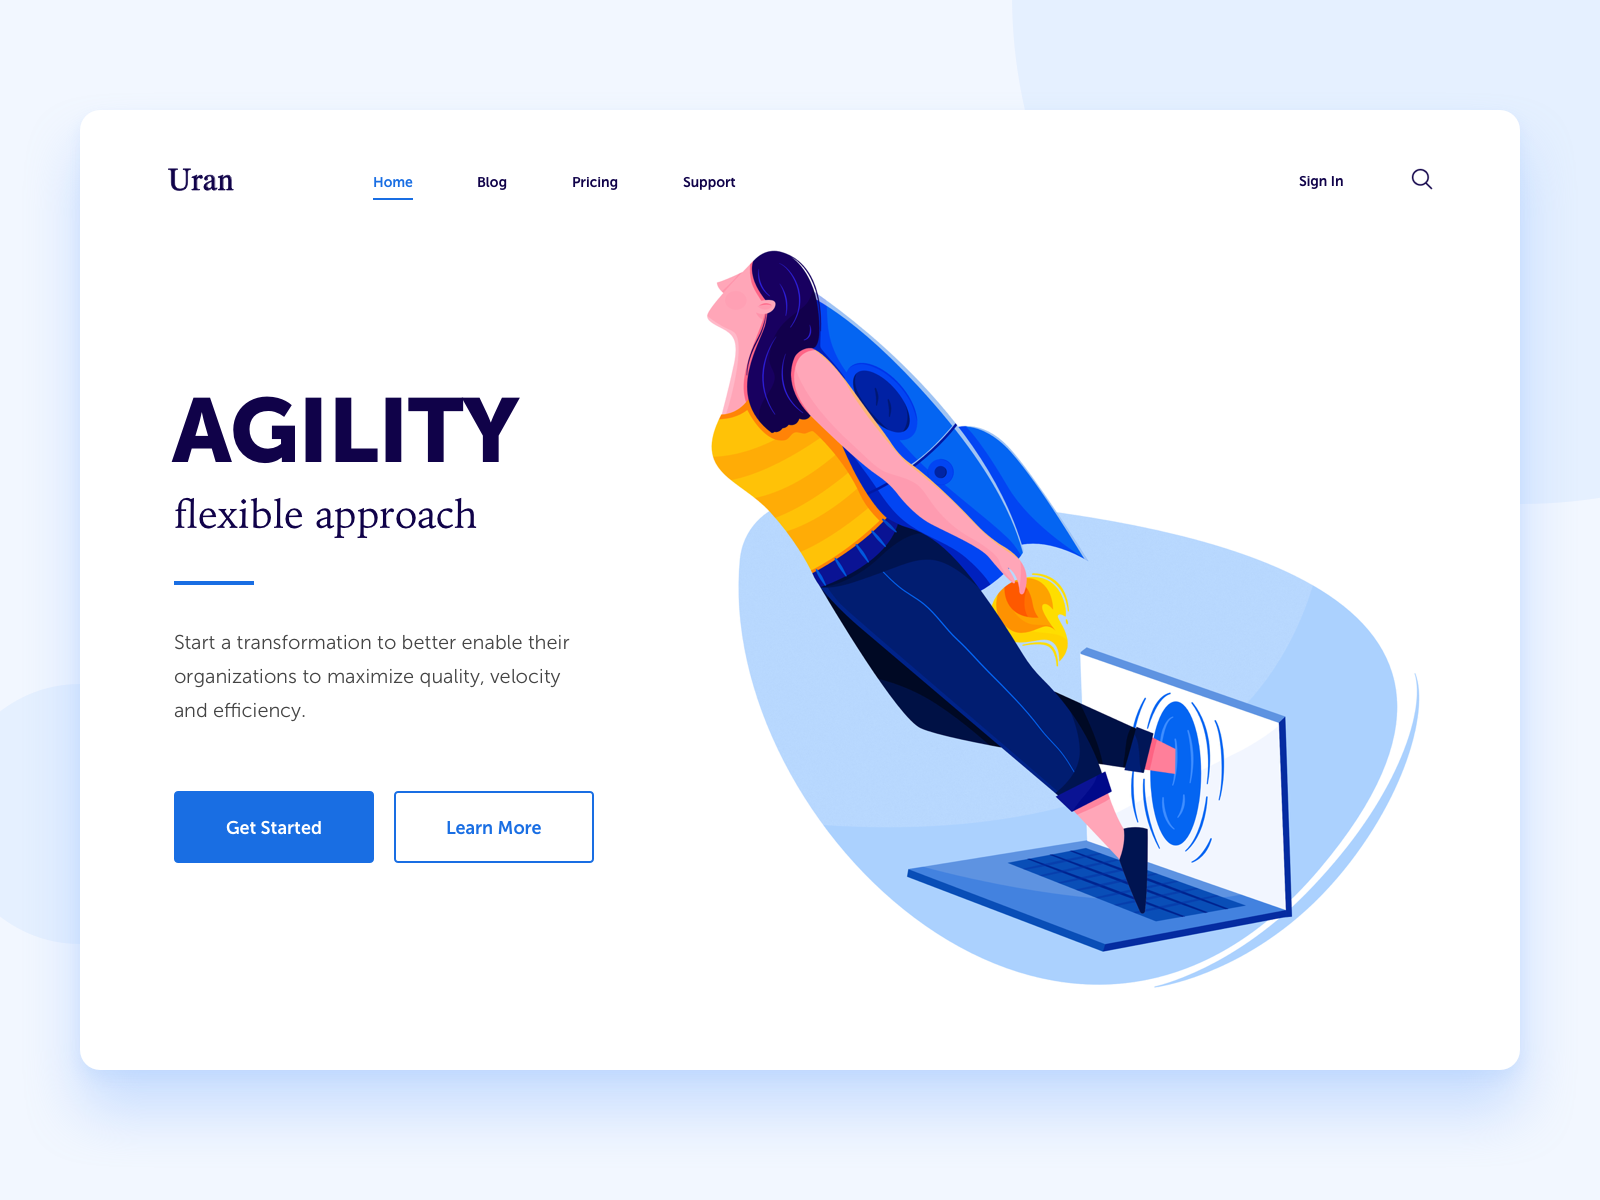 Uran
Home
Blog
Pricing
Support
Sign In
AGILITY
flexible approach
Start a transformation to better enable their
organizations to maximize quality, velocity
and efficiency.
Get Started
Learn More